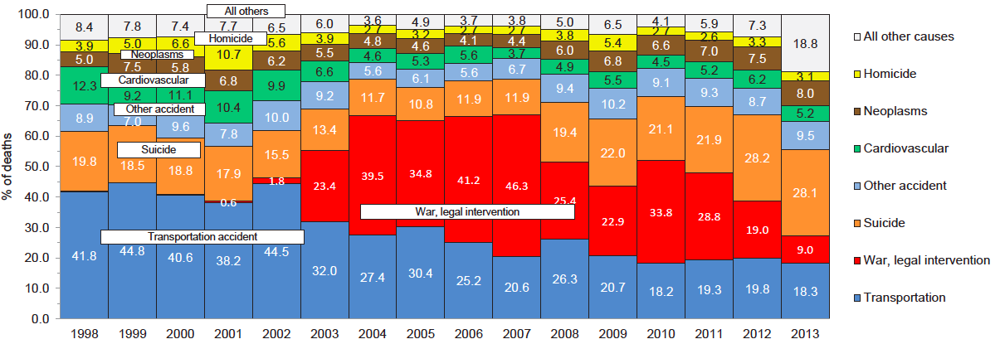 % of deaths
100.0
90.0
80.0
70.0
60.0
50.0
40.0
30.0
20.0
10.0
0.0
All others
8.4 7.8 7.4 7.7 6.5 6.0 3.6 4.9 3.7 3.8 5.0 6.5 4.1 5.9 7.3 18.8
Homicide
3.9 5.0 6.6 10.7 5.6 3.9 2.7 3.2 2.7 2.7 3.8 5.4 2.7 2.6 3.3 3.1
Neoplasms
5.0 7.5 5.8 6.8 6.2 5.5 4.8 4.6 4.1 4.4 6.0 6.8 6.6 7.0 7.5 8.0
Cardiovascular
12.3 9.2 11.1 10.4 9.9 6.6 4.6 5.3 5.6 3.7 4.9 5.5 4.5 5.2 6.2 5.2
Other accident
8.9 7.0 9.6 7.8 10.0 9.2 5.6 6.1 5.6 6.7 9.4 10.2 9.1 9.3 8.7 9.5
Suicide
19.8 18.5 18.8 17.9 15.5 13.4 11.7 10.8 11.9 11.9 19.4 22.0 21.1 21.9 28.2 28.1
War, legal intervention
0.6 1.8 23.4 39.5 34.8 41.2 46.3 25.4 22.9 33.8 28.8 19.0 9.0
Transportation accident
41.8 44.8 40.6 38.2 44.5 32.0 27.4 30.4 25.2 20.6 26.3 20.7 18.2 19.3 19.8 18.3
1998 1999 2000 2001 2002 2003 2004 2005 2006 2007 2008 2009 2010 2011 2012 2013
All other causes
Homicide
Neoplasms
Cardiovascular
Other accident
Suicide
War, legal intervention
Transportation